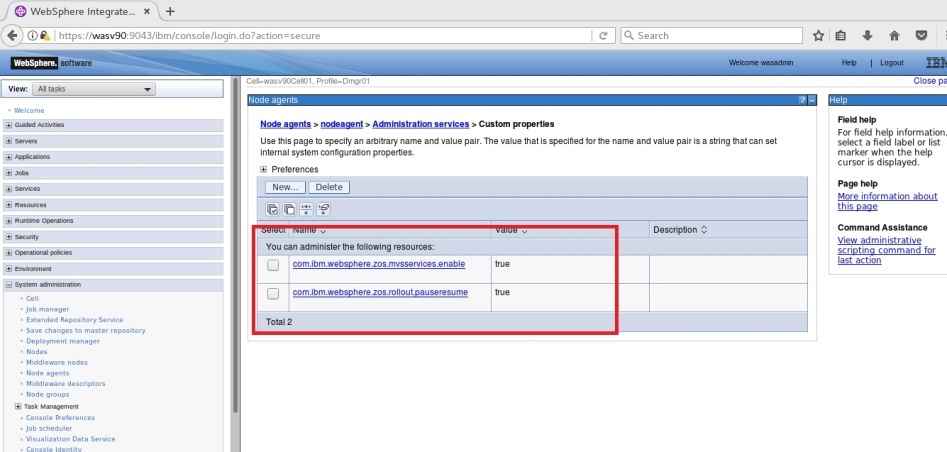 WebSphere Integrate...
https://wasv90:9043/ibm/console/login.do?action=secure
Search
WebSphere. software
Welcome wasadmin
Help | Logout
IBM
View: All tasks
Cell=wasv90Cell01, Profile=Dmgr01
Close pa
Welcome
Guided Activities
Servers
Applications
Jobs
Services
Resources
Runtime Operations
Security
Operational policies
Environment
System administration
Cell
Job manager
Extended Repository Service
Save changes to master repository
Deployment manager
Nodes
Middleware nodes
Node agents
Middleware descriptors
Node groups
Task Management
Console Preferences
Job scheduler
Visualization Data Service
Console Identity
Node agents
Node agents > nodeagent > Administration services > Custom properties
Use this page to specify an arbitrary name and value pair. The value that is specified for the name and value pair is a string that can set
internal system configuration properties.
Preferences
New... Delete
Select Name Value Description
You can administer the following resources:
com.ibm.websphere.zos.mvsservices.enable true
com.ibm.websphere.zos.rollout.pauseresume true
Total 2
Help
Field help
For field help information,
select a field label or list
marker when the help
cursor is displayed.
Page help
More information about
this page
Command Assistance
View administrative
scripting command for
last action